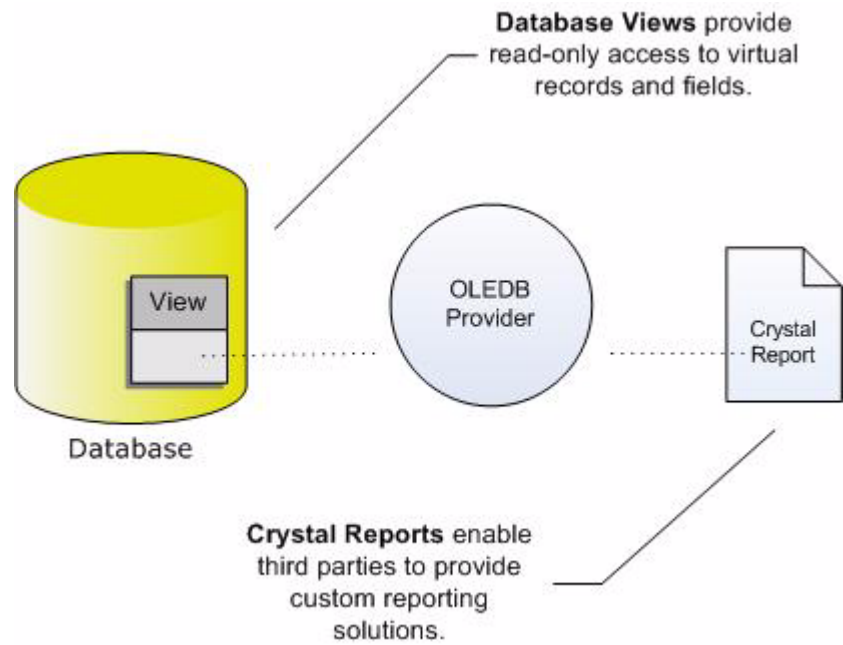 Database Views provide
read-only access to virtual
records and fields.
View
OLEDB
Provider
Crystal
Report
Database
Crystal Reports enable
third parties to provide
custom reporting
solutions.